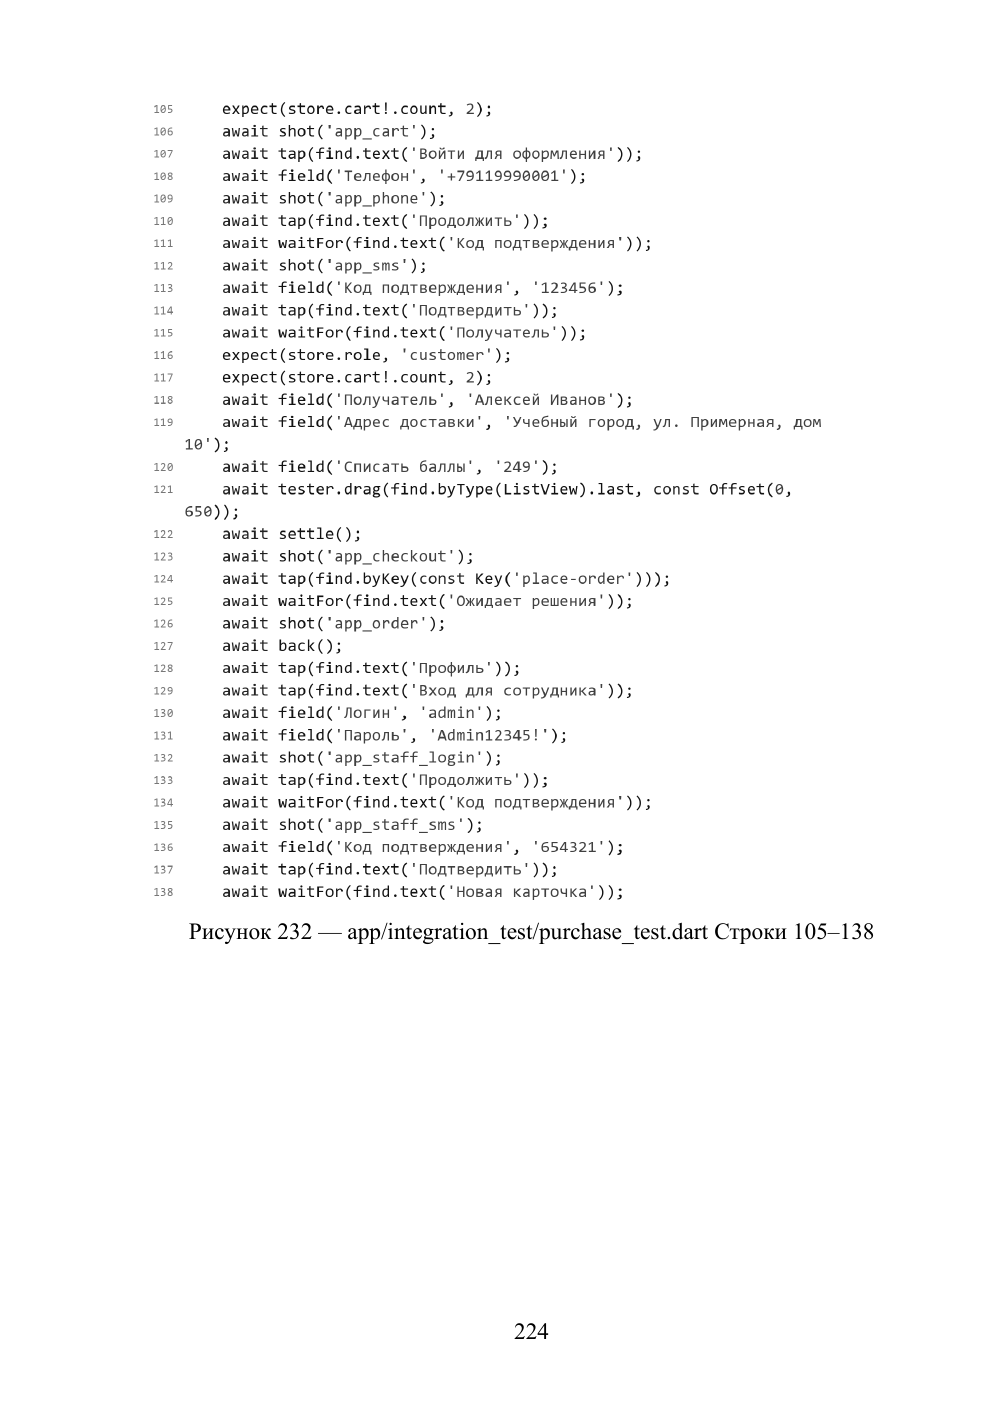 105 expect(store.cart!.count, 2);
106 await shot('app_cart');
107 await tap(find.text('Войти для оформления'));
108 await field('Телефон', '+79119990001');
109 await shot('app_phone');
110 await tap(find.text('Продолжить'));
111 await waitFor(find.text('Код подтверждения'));
112 await shot('app_sms');
113 await field('Код подтверждения', '123456');
114 await tap(find.text('Подтвердить'));
115 await waitFor(find.text('Получатель'));
116 expect(store.role, 'customer');
117 expect(store.cart!.count, 2);
118 await field('Получатель', 'Алексей Иванов');
119 await field('Адрес доставки', 'Учебный город, ул. Примерная, дом
10');
120 await field('Списать баллы', '249');
121 await tester.drag(find.byType(ListView).last, const Offset(0,
650));
122 await settle();
123 await shot('app_checkout');
124 await tap(find.byKey(const Key('place-order')));
125 await waitFor(find.text('Ожидает решения'));
126 await shot('app_order');
127 await back();
128 await tap(find.text('Профиль'));
129 await tap(find.text('Вход для сотрудника'));
130 await field('Логин', 'admin');
131 await field('Пароль', 'Admin12345!');
132 await shot('app_staff_login');
133 await tap(find.text('Продолжить'));
134 await waitFor(find.text('Код подтверждения'));
135 await shot('app_staff_sms');
136 await field('Код подтверждения', '654321');
137 await tap(find.text('Подтвердить'));
138 await waitFor(find.text('Новая карточка'));
Рисунок 232 — app/integration_test/purchase_test.dart Строки 105–138
224